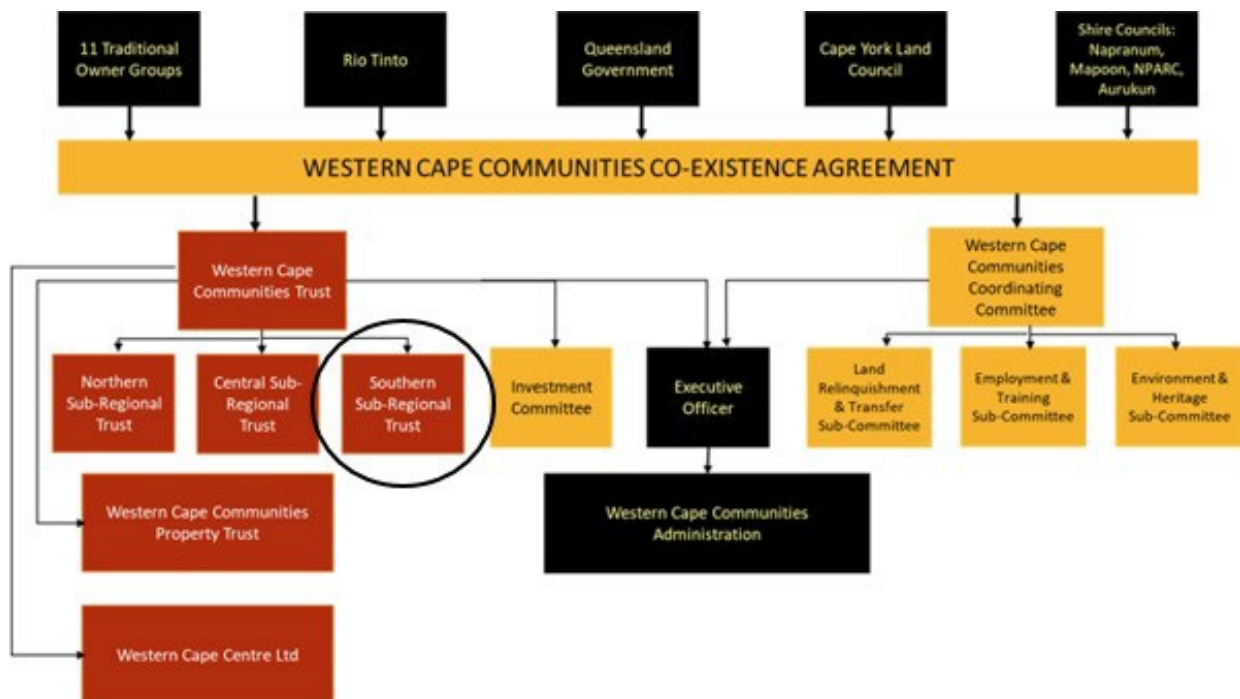 11 Traditional
Owner Groups
Rio Tinto
Queensland
Government
Cape York Land
Council
Shire Councils:
Napranum,
Mapoon, NPARC,
Aurukun
WESTERN CAPE COMMUNITIES CO-EXISTENCE AGREEMENT
Western Cape
Communities Trust
Western Cape
Communities
Coordinating
Committee
Northern
Sub-Regional
Trust
Central Sub-
Regional
Trust
Southern
Sub-Regional
Trust
Investment
Committee
Executive
Officer
Land
Relinquishment
& Transfer
Sub-Committee
Employment &
Training
Sub-Committee
Environment &
Heritage
Sub-Committee
Western Cape Communities
Property Trust
Western Cape Communities
Administration
Western Cape Centre Ltd